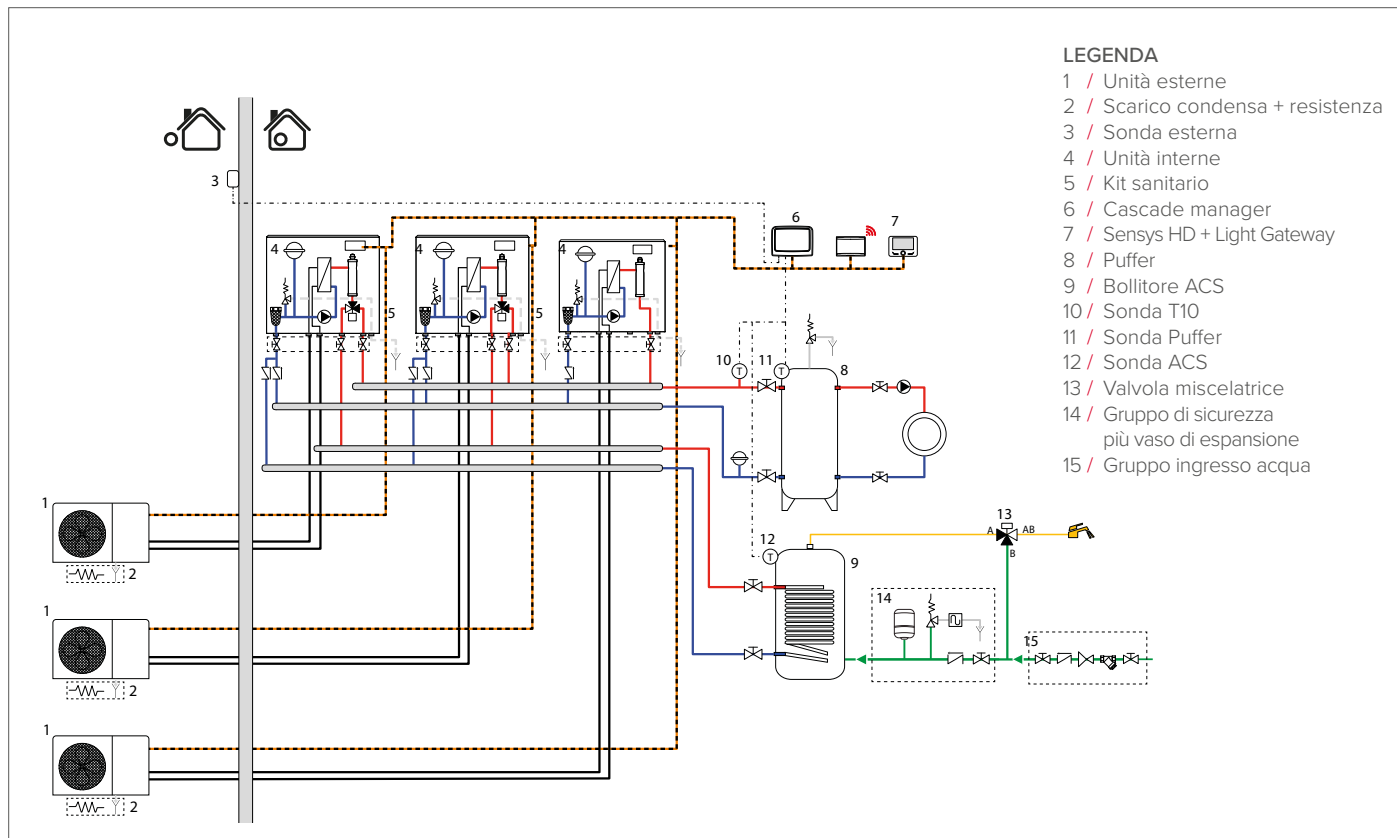 LEGENDA
1 / Unità esterne
2 / Scarico condensa + resistenza
3 / Sonda esterna
4 / Unità interne
5 / Kit sanitario
6 / Cascade manager
7 / Sensys HD + Light Gateway
8 / Puffer
9 / Bollitore ACS
10 / Sonda T10
11 / Sonda Puffer
12 / Sonda ACS
13 / Valvola miscelatrice
14 / Gruppo di sicurezza
più vaso di espansione
15 / Gruppo ingresso acqua
3
6
7
4
4
4
5
5
10
T
11
T
8
1
2
12
T
9
13
A
AB
B
14
15
1
2
1
2